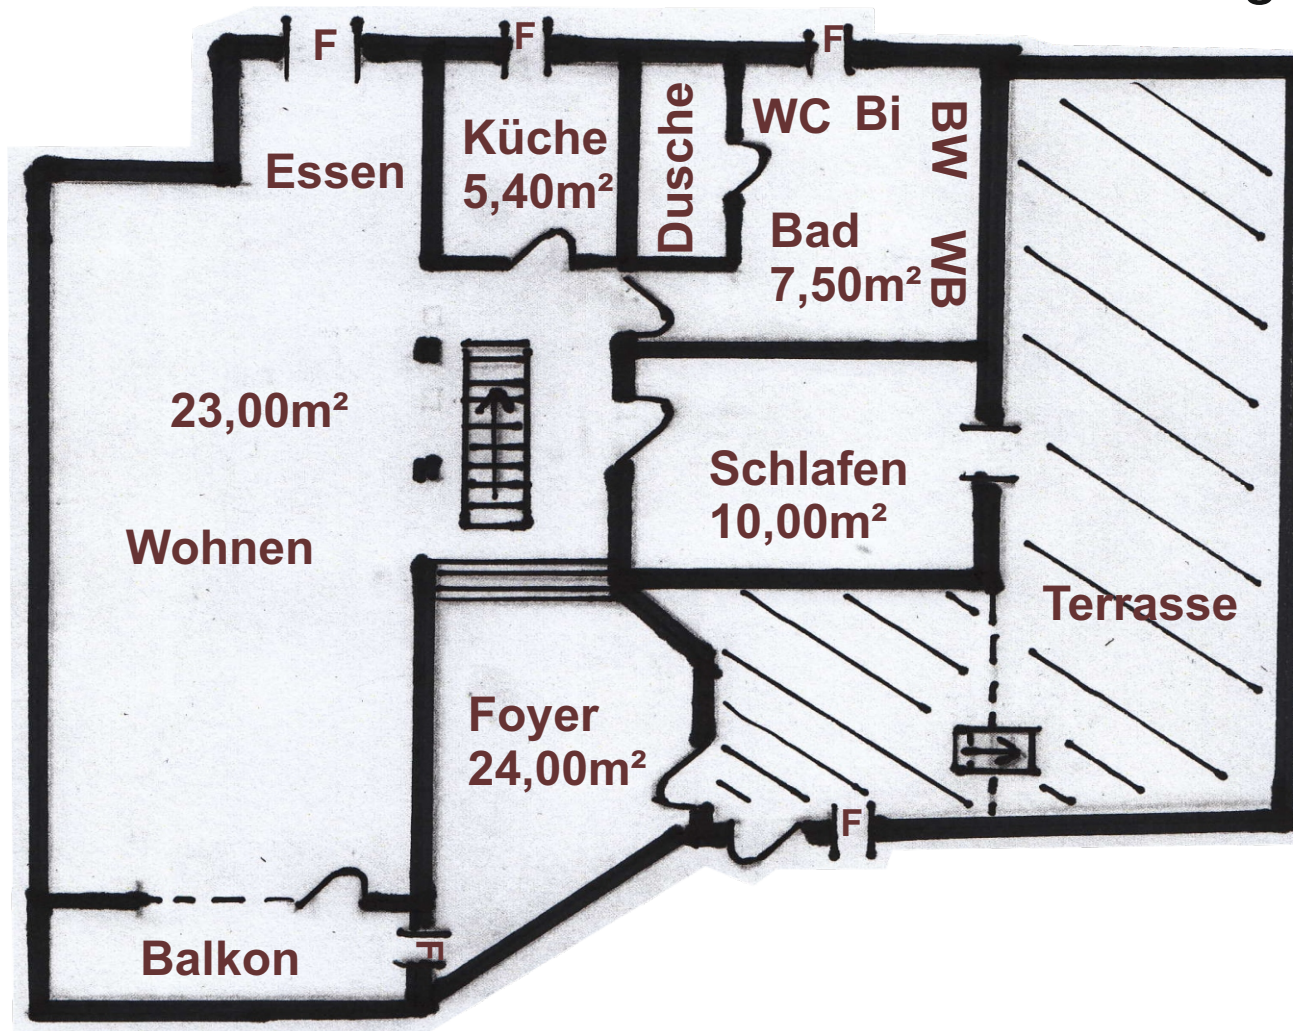 g
F
F
F
Essen
Küche
5,40m²
Dusche
WC Bi
BW
Bad
7,50m²
WB
23,00m²
Wohnen
Schlafen
10,00m²
Terrasse
Foyer
24,00m²
F
Balkon
F